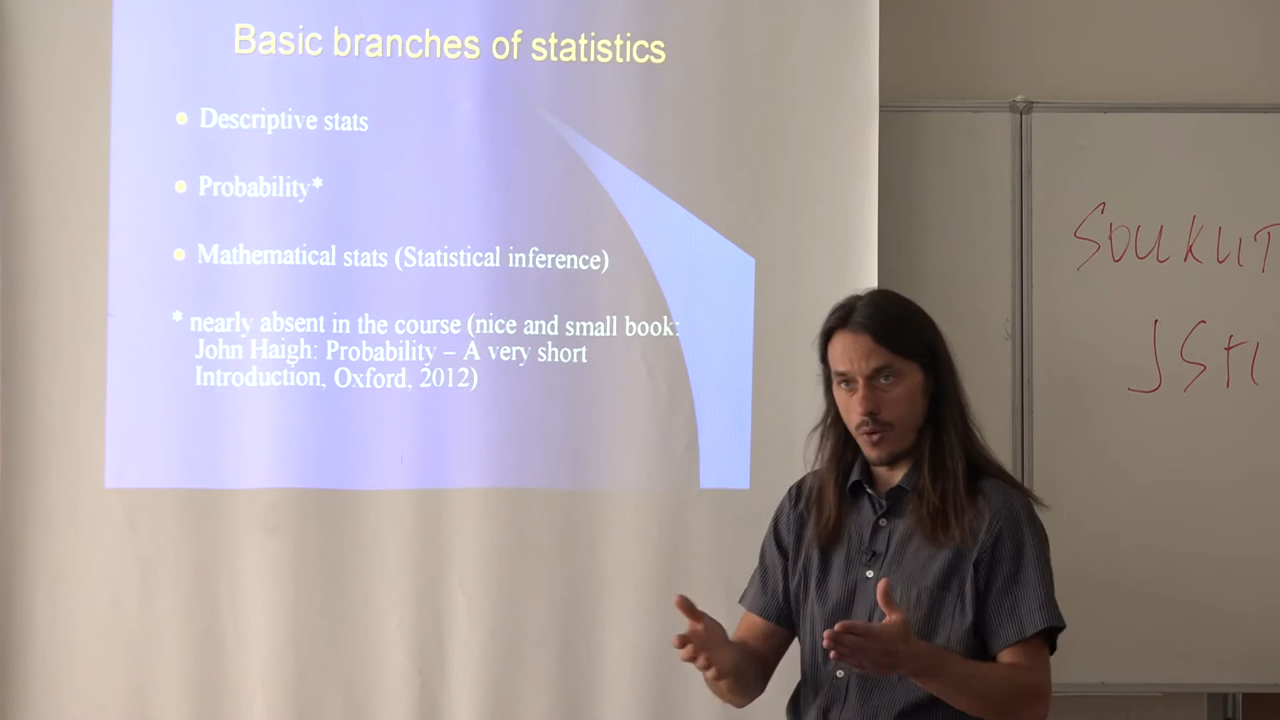 Basic branches of statistics
Descriptive stats
Probability*
Mathematical stats (Statistical inference)
* nearly absent in the course (nice and small book:
John Haigh: Probability – A very short
Introduction, Oxford, 2012)